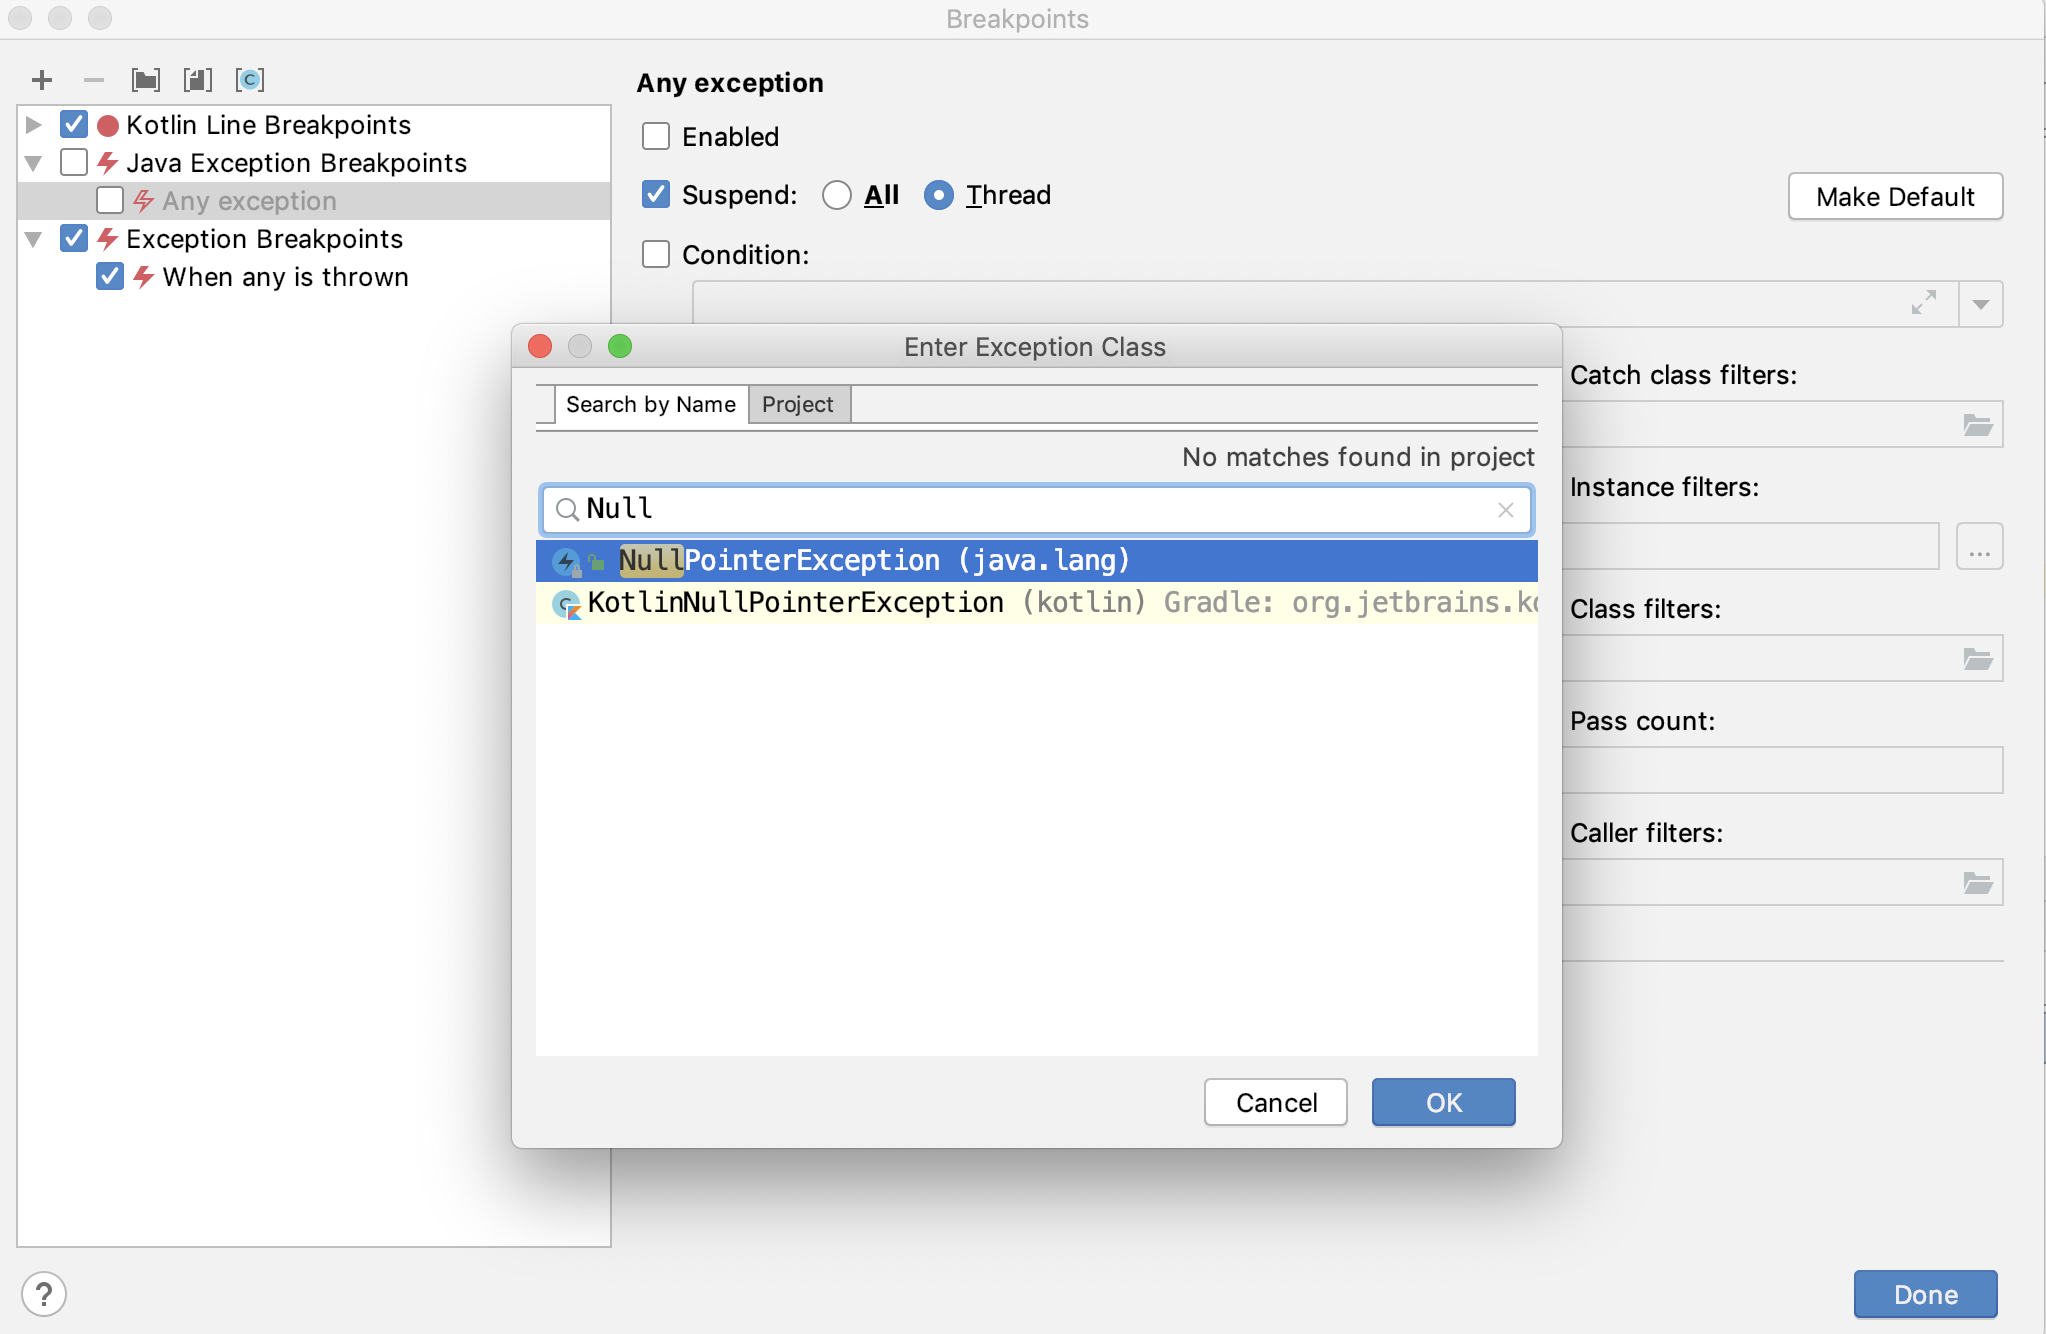 Breakpoints
Kotlin Line Breakpoints
Java Exception Breakpoints
Any exception
Exception Breakpoints
When any is thrown
Any exception
Enabled
Suspend: All Thread
Make Default
Condition:
Enter Exception Class
Search by Name Project
No matches found in project
Null
NullPointerException (java.lang)
KotlinNullPointerException (kotlin) Gradle: org.jetbrains.ko
Cancel OK
Catch class filters:
Instance filters:
...
Class filters:
Pass count:
Caller filters:
?
Done